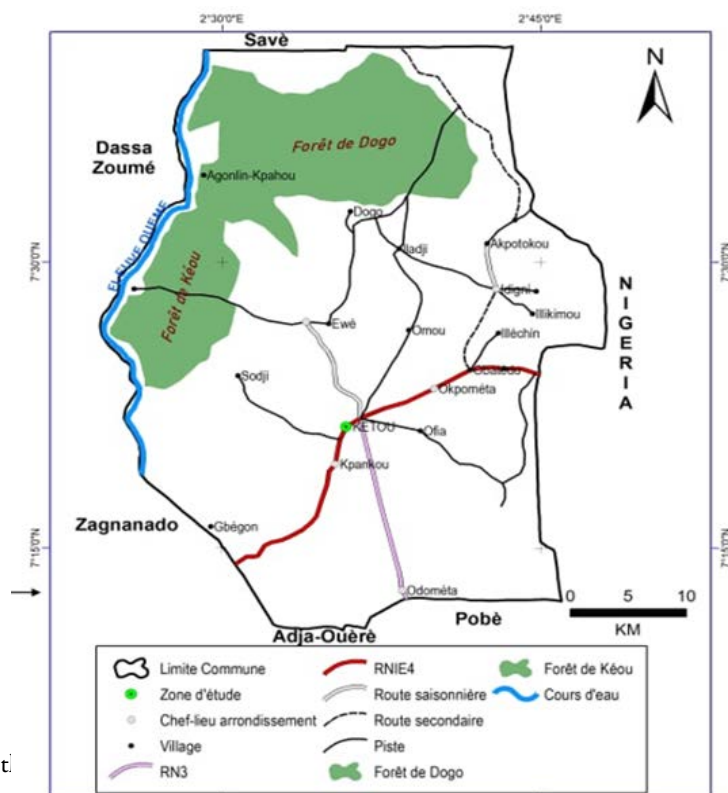 2°30'0"E
2°45'0"E
Savè
N
Dassa
Zoumé
Forêt de Dogo
Agonlin-Kpahou
Dogo
FLEUVE OUEME
Akpotokou
Iladji
7°30'0"N
7°30'0"N
NIGERIA
Idigni
Illikimou
Forêt de Kéou
Ewè
Omou
Illèchin
Sodji
Okpométa
KETOU
Ofia
Kpankou
Zagnanado
Gbégon
7°15'0"N
7°15'0"N
Odométa
0 5 10
KM
Pobè
Adja-Ouèrè
Limite Commune
Zone d'étude
Chef-lieu arrondissement
Village
RN3
RNIE4
Route saisonnière
Route secondaire
Piste
Forêt de Dogo
Forêt de Kéou
Cours d'eau